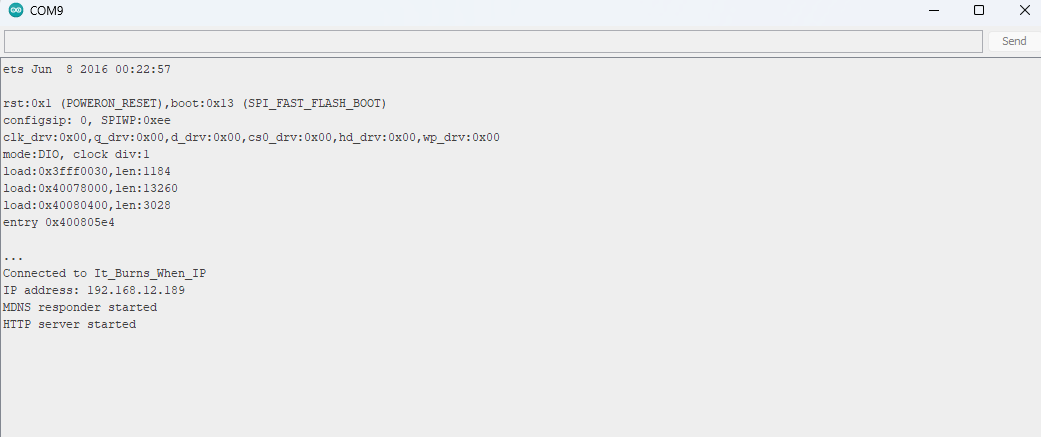 COM9
Send
ets Jun  8 2016 00:22:57
rst:0x1 (POWERON_RESET),boot:0x13 (SPI_FAST_FLASH_BOOT)
configsip: 0, SPIWP:0xee
clk_drv:0x00,q_drv:0x00,d_drv:0x00,cs0_drv:0x00,hd_drv:0x00,wp_drv:0x00
mode:DIO, clock div:1
load:0x3fff0030,len:1184
load:0x40078000,len:13260
load:0x40080400,len:3028
entry 0x400805e4
...
Connected to It_Burns_When_IP
IP address: 192.168.12.189
MDNS responder started
HTTP server started